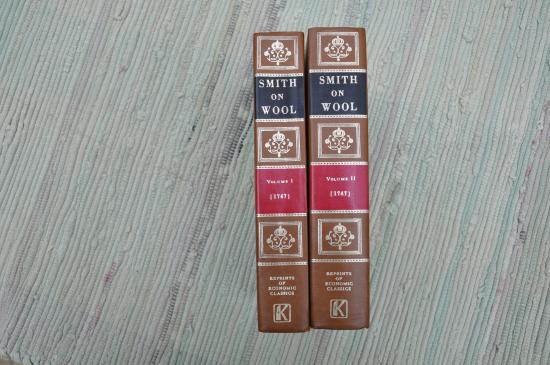 SMITH
ON
WOOL
VOLUME I
[1747]
REPRINTS
OF
ECONOMIC
CLASSICS
K
SMITH
ON
WOOL
VOLUME II
[1747]
REPRINTS
OF
ECONOMIC
CLASSICS
K